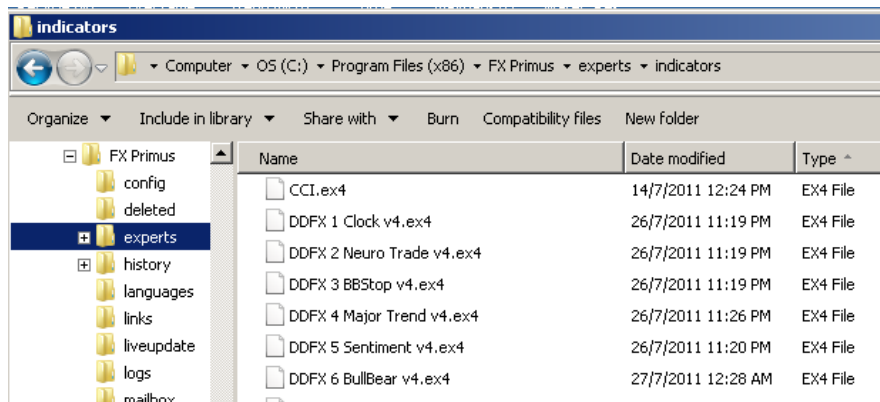 indicators
Computer OS (C:) Program Files (x86) FX Primus experts indicators
Organize Include in library Share with Burn Compatibility files New folder
FX Primus
config
deleted
experts
history
languages
links
liveupdate
logs
mailbox
Name Date modified Type
CCI.ex4 14/7/2011 12:24 PM EX4 File
DDFX 1 Clock v4.ex4 26/7/2011 11:19 PM EX4 File
DDFX 2 Neuro Trade v4.ex4 26/7/2011 11:19 PM EX4 File
DDFX 3 BBStop v4.ex4 26/7/2011 11:19 PM EX4 File
DDFX 4 Major Trend v4.ex4 26/7/2011 11:26 PM EX4 File
DDFX 5 Sentiment v4.ex4 26/7/2011 11:20 PM EX4 File
DDFX 6 BullBear v4.ex4 27/7/2011 12:28 AM EX4 File